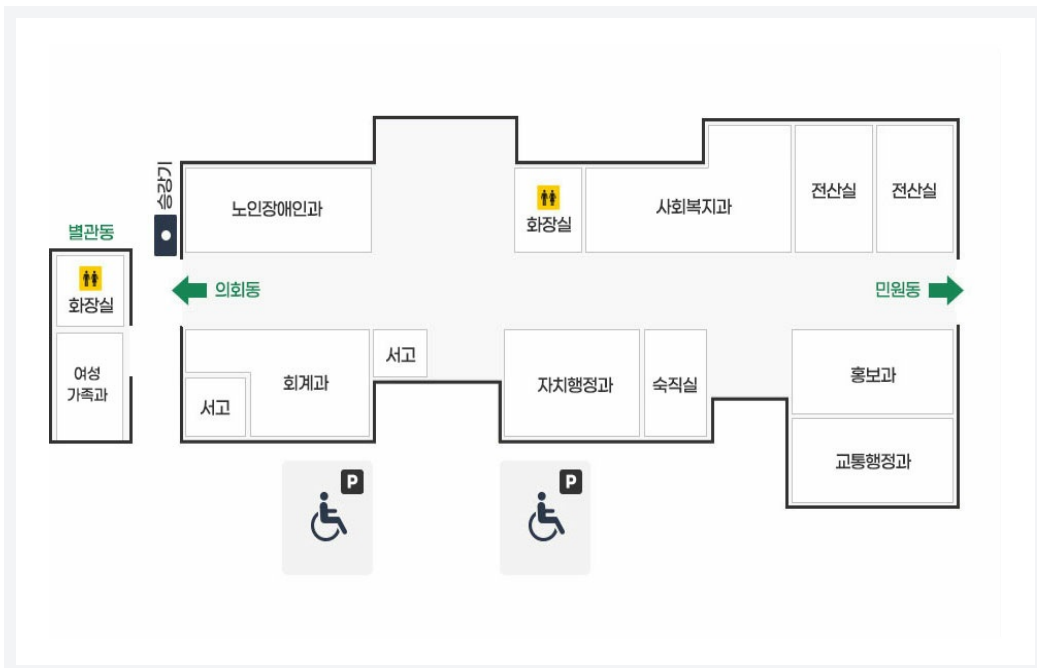 승강기
노인장애인과
화장실
사회복지과
전산실
전산실
별관동
화장실
의회동
민원동
여성
가족과
서고
회계과
서고
자치행정과
숙직실
홍보과
교통행정과
P
P